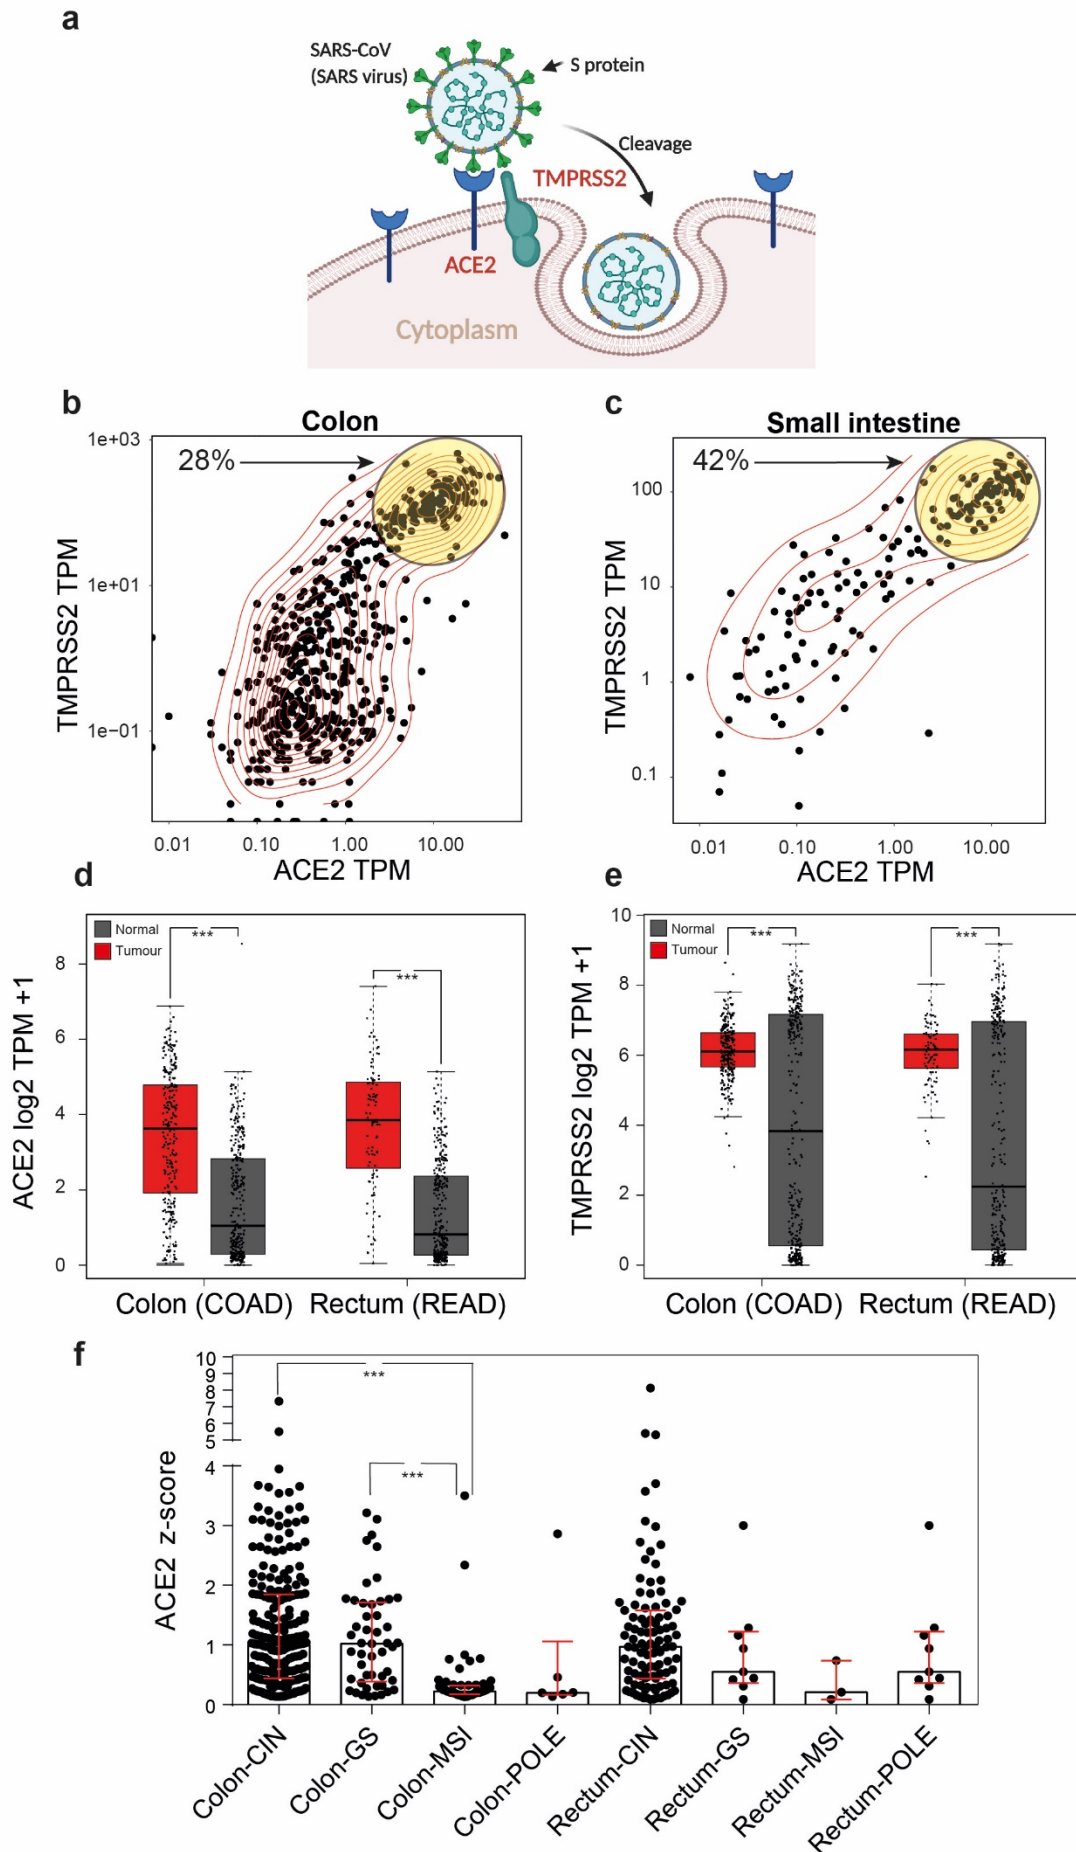 a
SARS-CoV
(SARS virus)
S protein
Cleavage
TMPRSS2
ACE2
Cytoplasm
b
Colon
1e+03
28%
1e+01
1e−01
TMPRSS2 TPM
0.01 0.10 1.00 10.00
ACE2 TPM
c
Small intestine
42%
100
10
1
0.1
TMPRSS2 TPM
0.01 0.10 1.00 10.00
ACE2 TPM
d
Normal
Tumour
***
***
8
6
4
2
0
ACE2 log2 TPM +1
Colon (COAD) Rectum (READ)
e
10
Normal
Tumour
***
***
8
6
4
2
0
TMPRSS2 log2 TPM +1
Colon (COAD) Rectum (READ)
f
10
9
8
7
6
5
4
3
2
1
0
ACE2 z-score
***
***
Colon-CIN
Colon-GS
Colon-MSI
Colon-POLE
Rectum-CIN
Rectum-GS
Rectum-MSI
Rectum-POLE